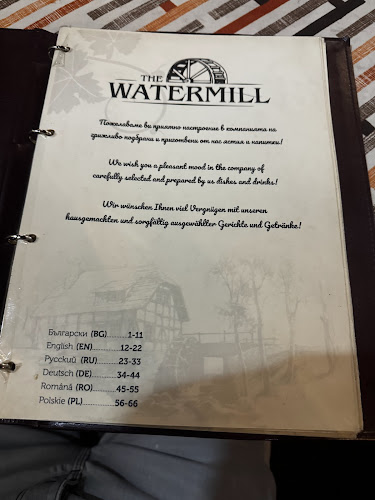 THE
WATERMILL
Пожелаваме ви приятно настроение в компанията на
грижливо подбрани и приготвени от нас ястия и напитки!
We wish you a pleasant mood in the company of
carefully selected and prepared by us dishes and drinks!
Wir wünschen Ihnen viel Vergnügen mit unseren
hausgemachten und sorgfältig ausgewählter Gerichte und Getränke!
Български (BG)..............1-11
English (EN)..............12-22
Русский (RU)..............23-33
Deutsch (DE)..............34-44
Română (RO)..............45-55
Polskie (PL)..............56-66